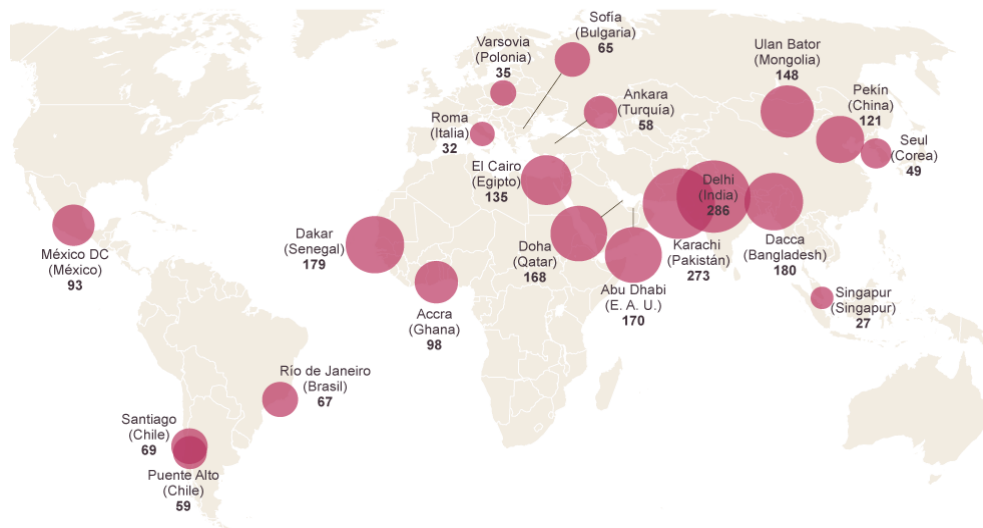 Sofía
(Bulgaria)
65
Varsovia
(Polonia)
35
Ulan Bator
(Mongolia)
148
Pekín
(China)
121
Ankara
(Turquía)
58
Roma
(Italia)
32
Seul
(Corea)
49
El Cairo
(Egipto)
135
Delhi
(India)
286
México DC
(México)
93
Dakar
(Senegal)
179
Doha
(Qatar)
168
Karachi
(Pakistán)
273
Dacca
(Bangladesh)
180
Abu Dhabi
(E. A. U.)
170
Singapur
(Singapur)
27
Accra
(Ghana)
98
Río de Janeiro
(Brasil)
67
Santiago
(Chile)
69
Puente Alto
(Chile)
59